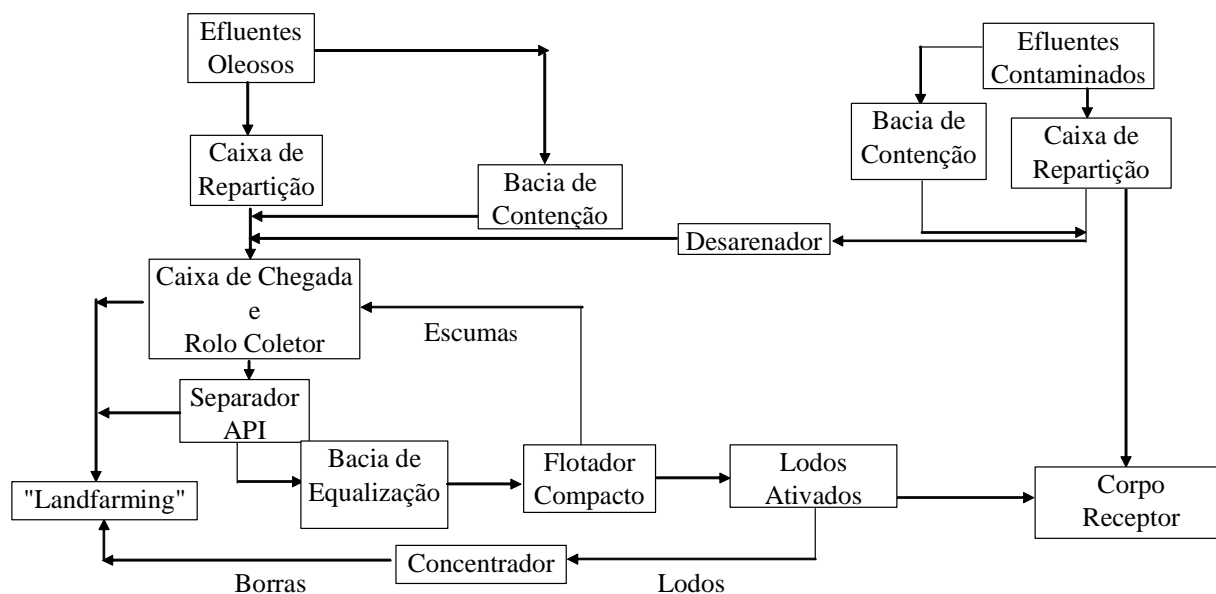 Efluentes
Oleosos
Efluentes
Contaminados
Caixa de
Repartição
Bacia de
Contenção
Bacia de
Contenção
Caixa de
Repartição
Desarenador
Caixa de Chegada
e
Rolo Coletor
Escumas
Separador
API
Bacia de
Equalização
Flotador
Compacto
Lodos
Ativados
Corpo
Receptor
"Landfarming"
Concentrador
Borras
Lodos